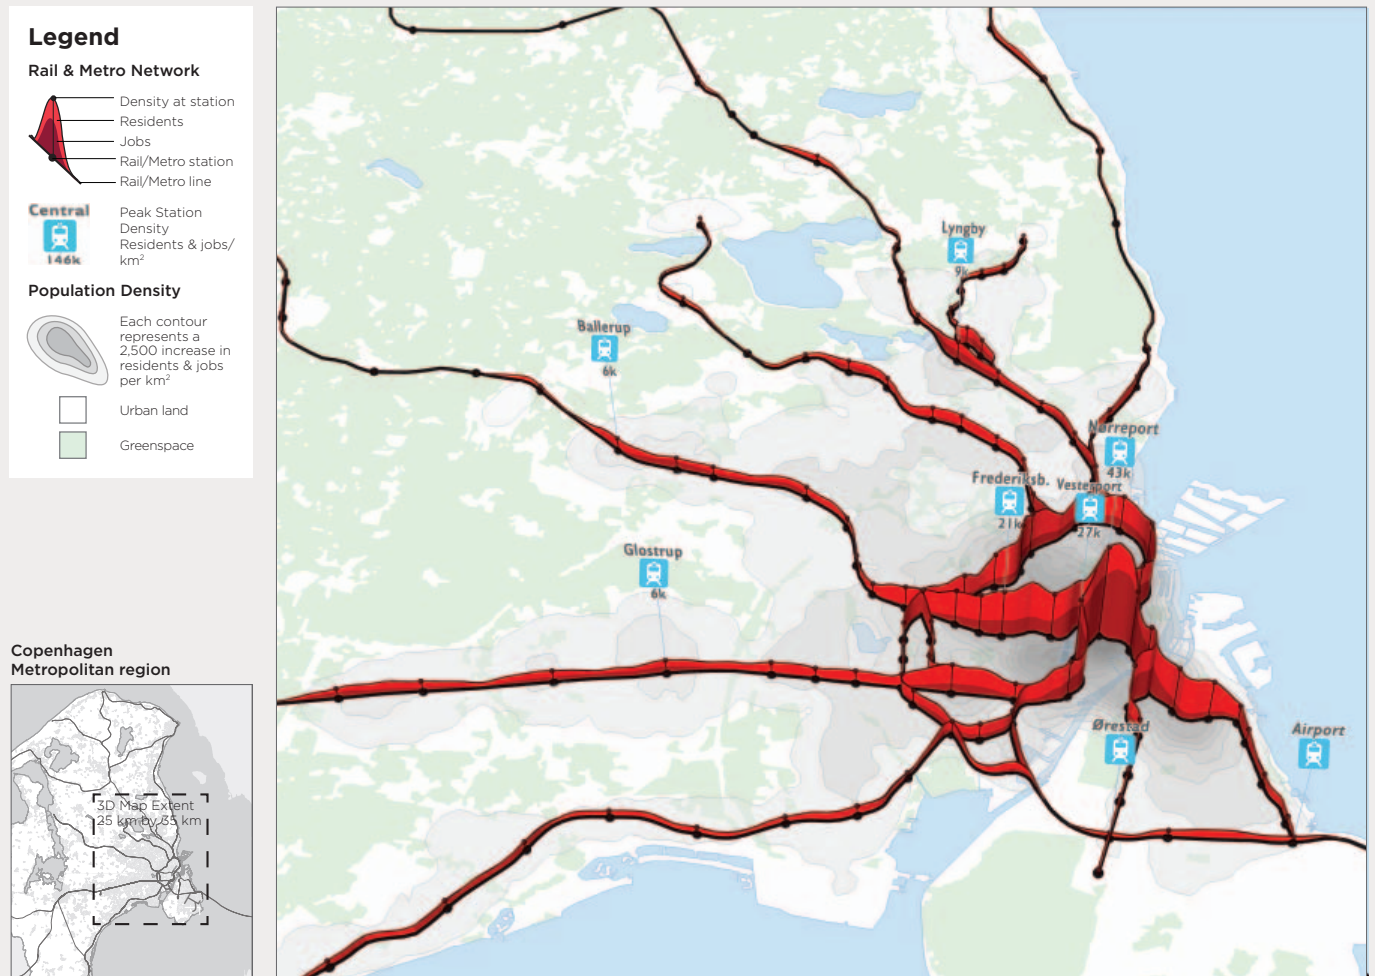 Legend
Rail & Metro Network
Density at station
Residents
Jobs
Rail/Metro station
Rail/Metro line
Central
146k
Peak Station
Density
Residents & jobs/
km²
Population Density
Each contour
represents a
2,500 increase in
residents & jobs
per km²
Urban land
Greenspace
Copenhagen
Metropolitan region
3D Map Extent
25 km by 35 km
Lyngby
9k
Ballerup
6k
Nørreport
43k
Frederiksb.
21k
Vesterport
27k
Glostrup
6k
Ørestad
Airport